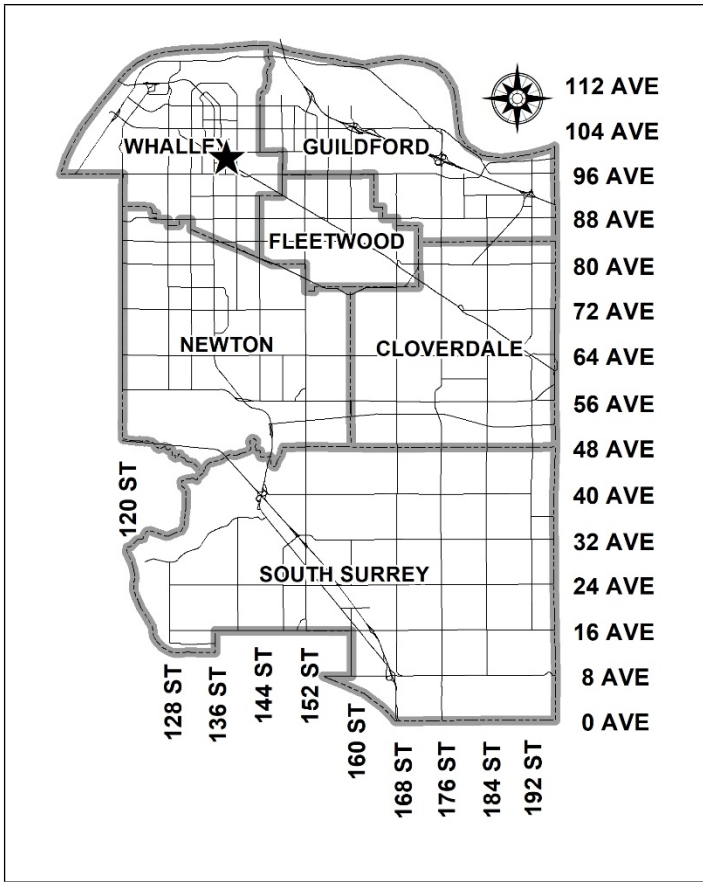 112 AVE
104 AVE
WHALLEY
GUILDFORD
96 AVE
88 AVE
FLEETWOOD
80 AVE
72 AVE
NEWTON
CLOVERDALE
64 AVE
56 AVE
48 AVE
120 ST
40 AVE
32 AVE
SOUTH SURREY
24 AVE
16 AVE
8 AVE
0 AVE
128 ST
136 ST
144 ST
152 ST
160 ST
168 ST
176 ST
184 ST
192 ST